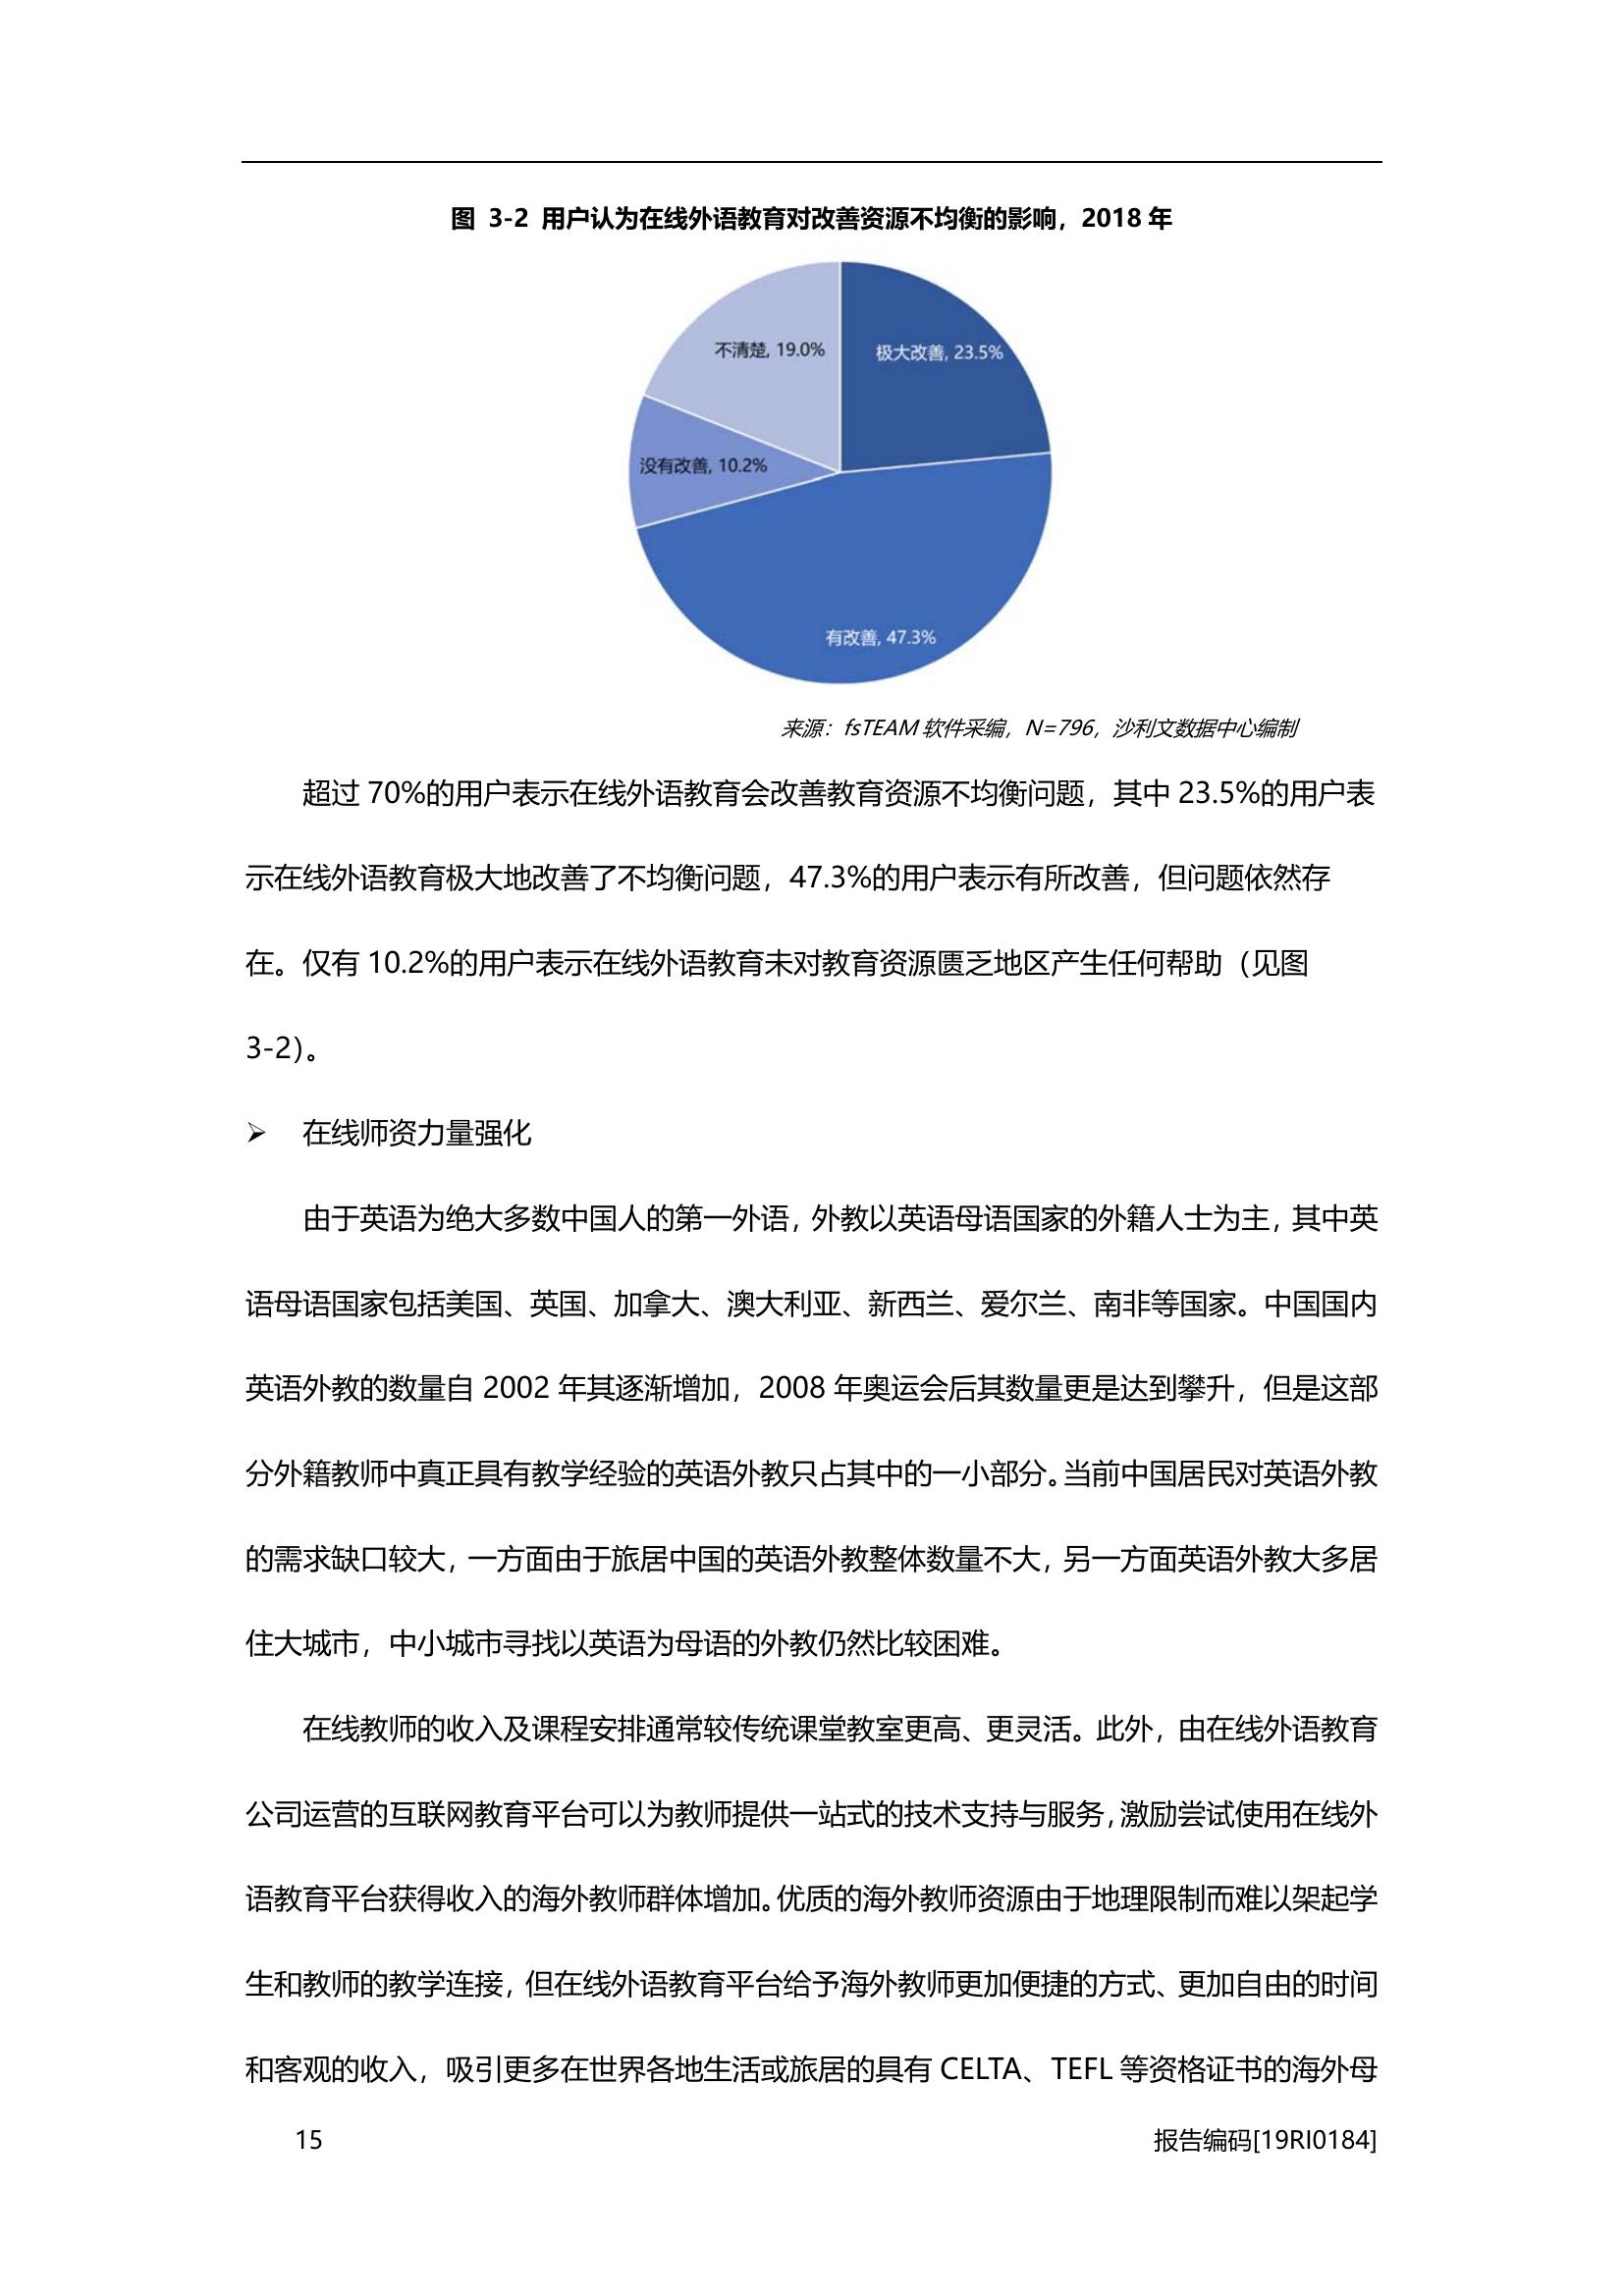 图 3-2 用户认为在线外语教育对改善资源不均衡的影响，2018 年
不清楚, 19.0%
极大改善, 23.5%
没有改善, 10.2%
有改善, 47.3%
来源：fsTEAM 软件采编，N=796，沙利文数据中心编制
超过 70%的用户表示在线外语教育会改善教育资源不均衡问题，其中 23.5%的用户表
示在线外语教育极大地改善了不均衡问题，47.3%的用户表示有所改善，但问题依然存
在。仅有 10.2%的用户表示在线外语教育未对教育资源匮乏地区产生任何帮助（见图
3-2）。
➢ 在线师资力量强化
由于英语为绝大多数中国人的第一外语，外教以英语母语国家的外籍人士为主，其中英
语母语国家包括美国、英国、加拿大、澳大利亚、新西兰、爱尔兰、南非等国家。中国国内
英语外教的数量自 2002 年其逐渐增加，2008 年奥运会后其数量更是达到攀升，但是这部
分外籍教师中真正具有教学经验的英语外教只占其中的一小部分。当前中国居民对英语外教
的需求缺口较大，一方面由于旅居中国的英语外教整体数量不大，另一方面英语外教大多居
住大城市，中小城市寻找以英语为母语的外教仍然比较困难。
在线教师的收入及课程安排通常较传统课堂教室更高、更灵活。此外，由在线外语教育
公司运营的互联网教育平台可以为教师提供一站式的技术支持与服务，激励尝试使用在线外
语教育平台获得收入的海外教师群体增加。优质的海外教师资源由于地理限制而难以架起学
生和教师的教学连接，但在线外语教育平台给予海外教师更加便捷的方式、更加自由的时间
和客观的收入，吸引更多在世界各地生活或旅居的具有 CELTA、TEFL 等资格证书的海外母
15 报告编码[19RI0184]